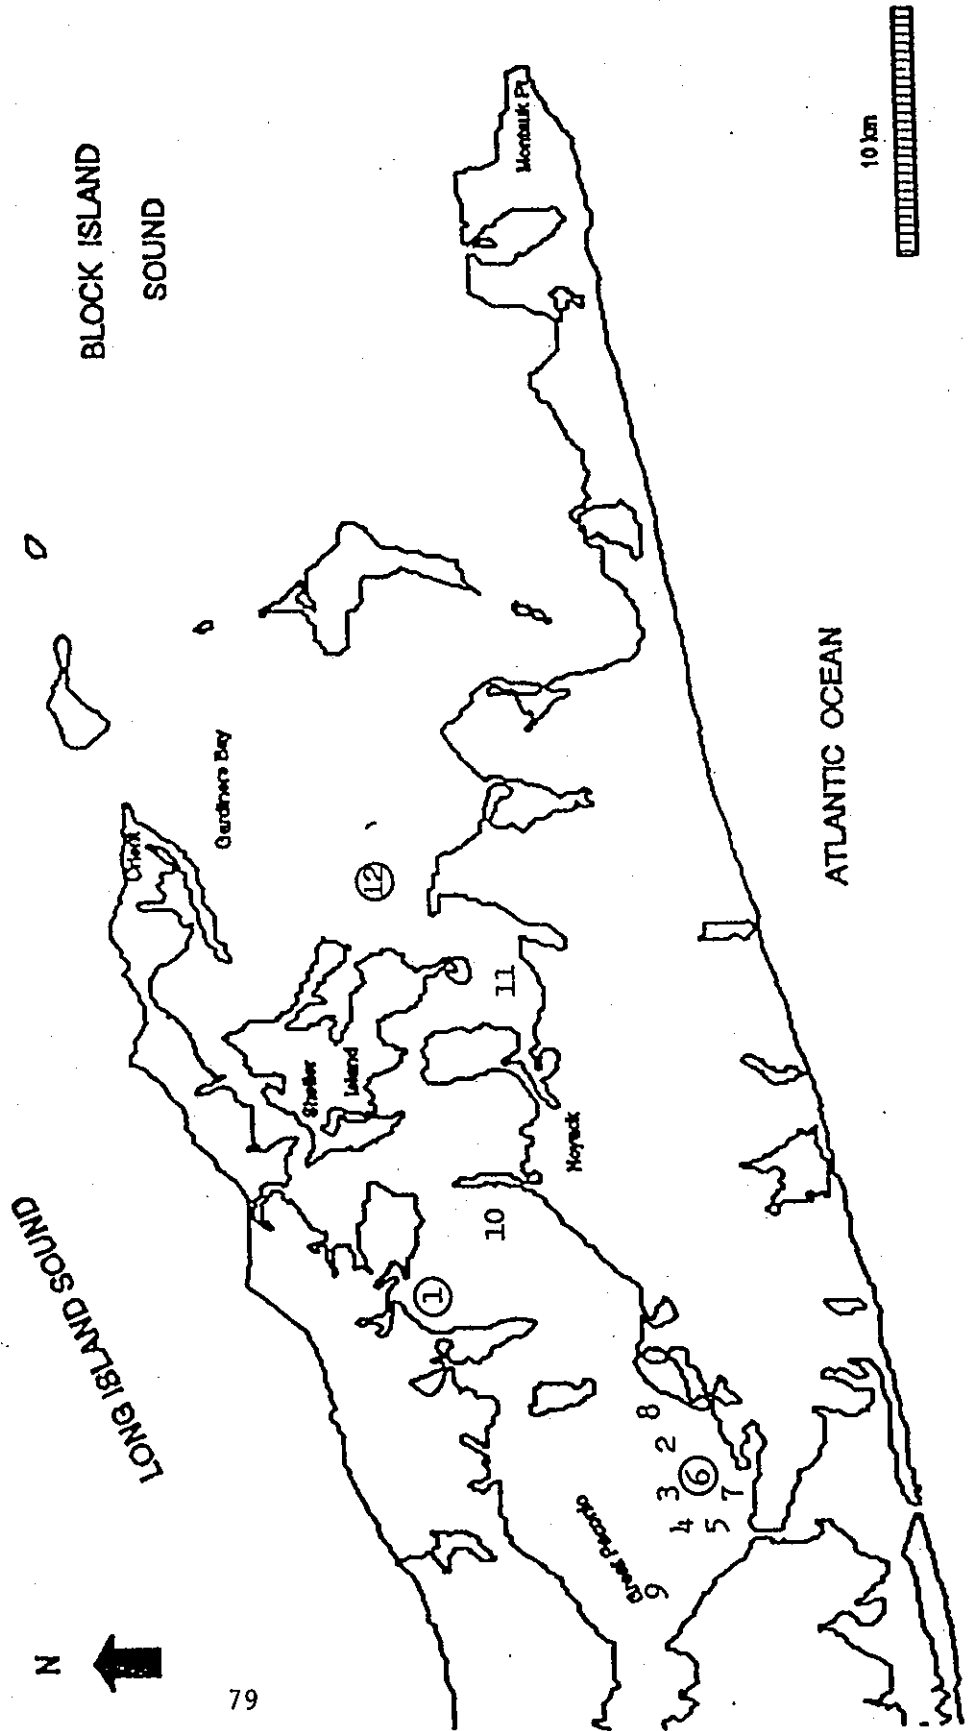 BLOCK ISLAND
SOUND
LONG ISLAND SOUND
N
Orient
Gardiners Bay
Shelter
Island
Montauk Pt
Noyack
Great Peconic
ATLANTIC OCEAN
10 km
12
11
10
1
8
2
6
3
7
4
5
9
79